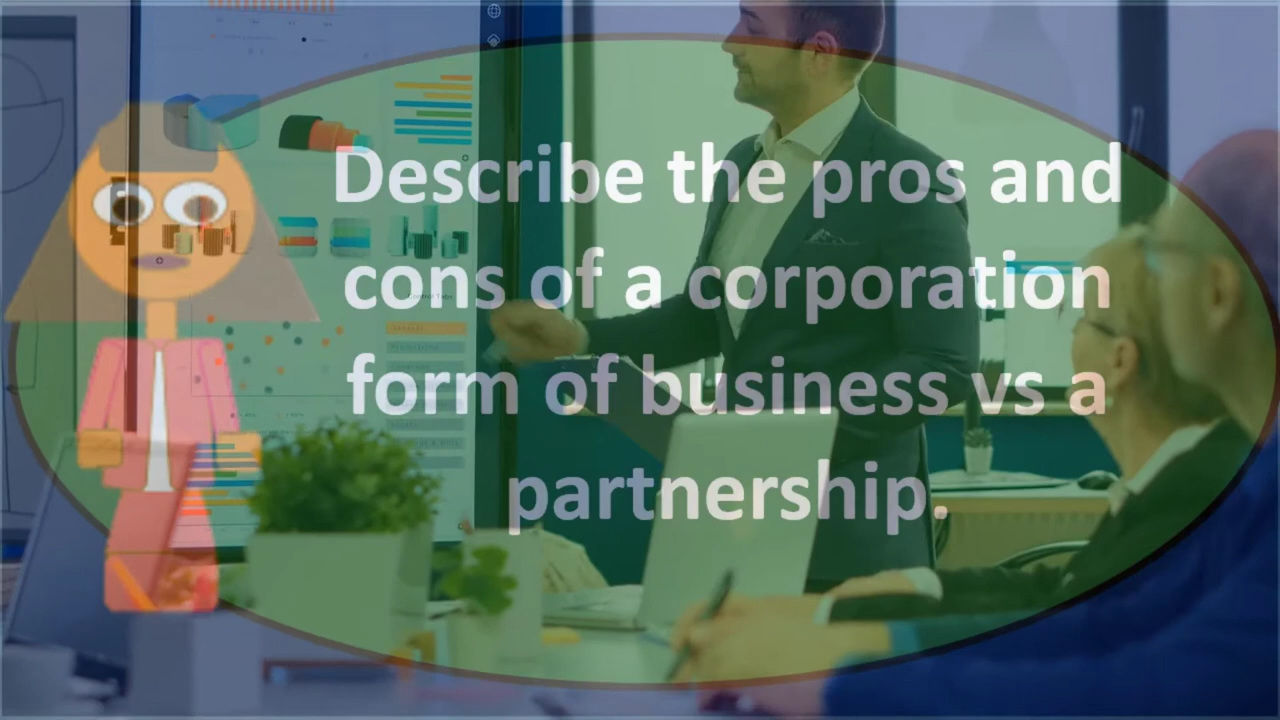 Describe the pros and
cons of a corporation
form of business vs a
partnership.